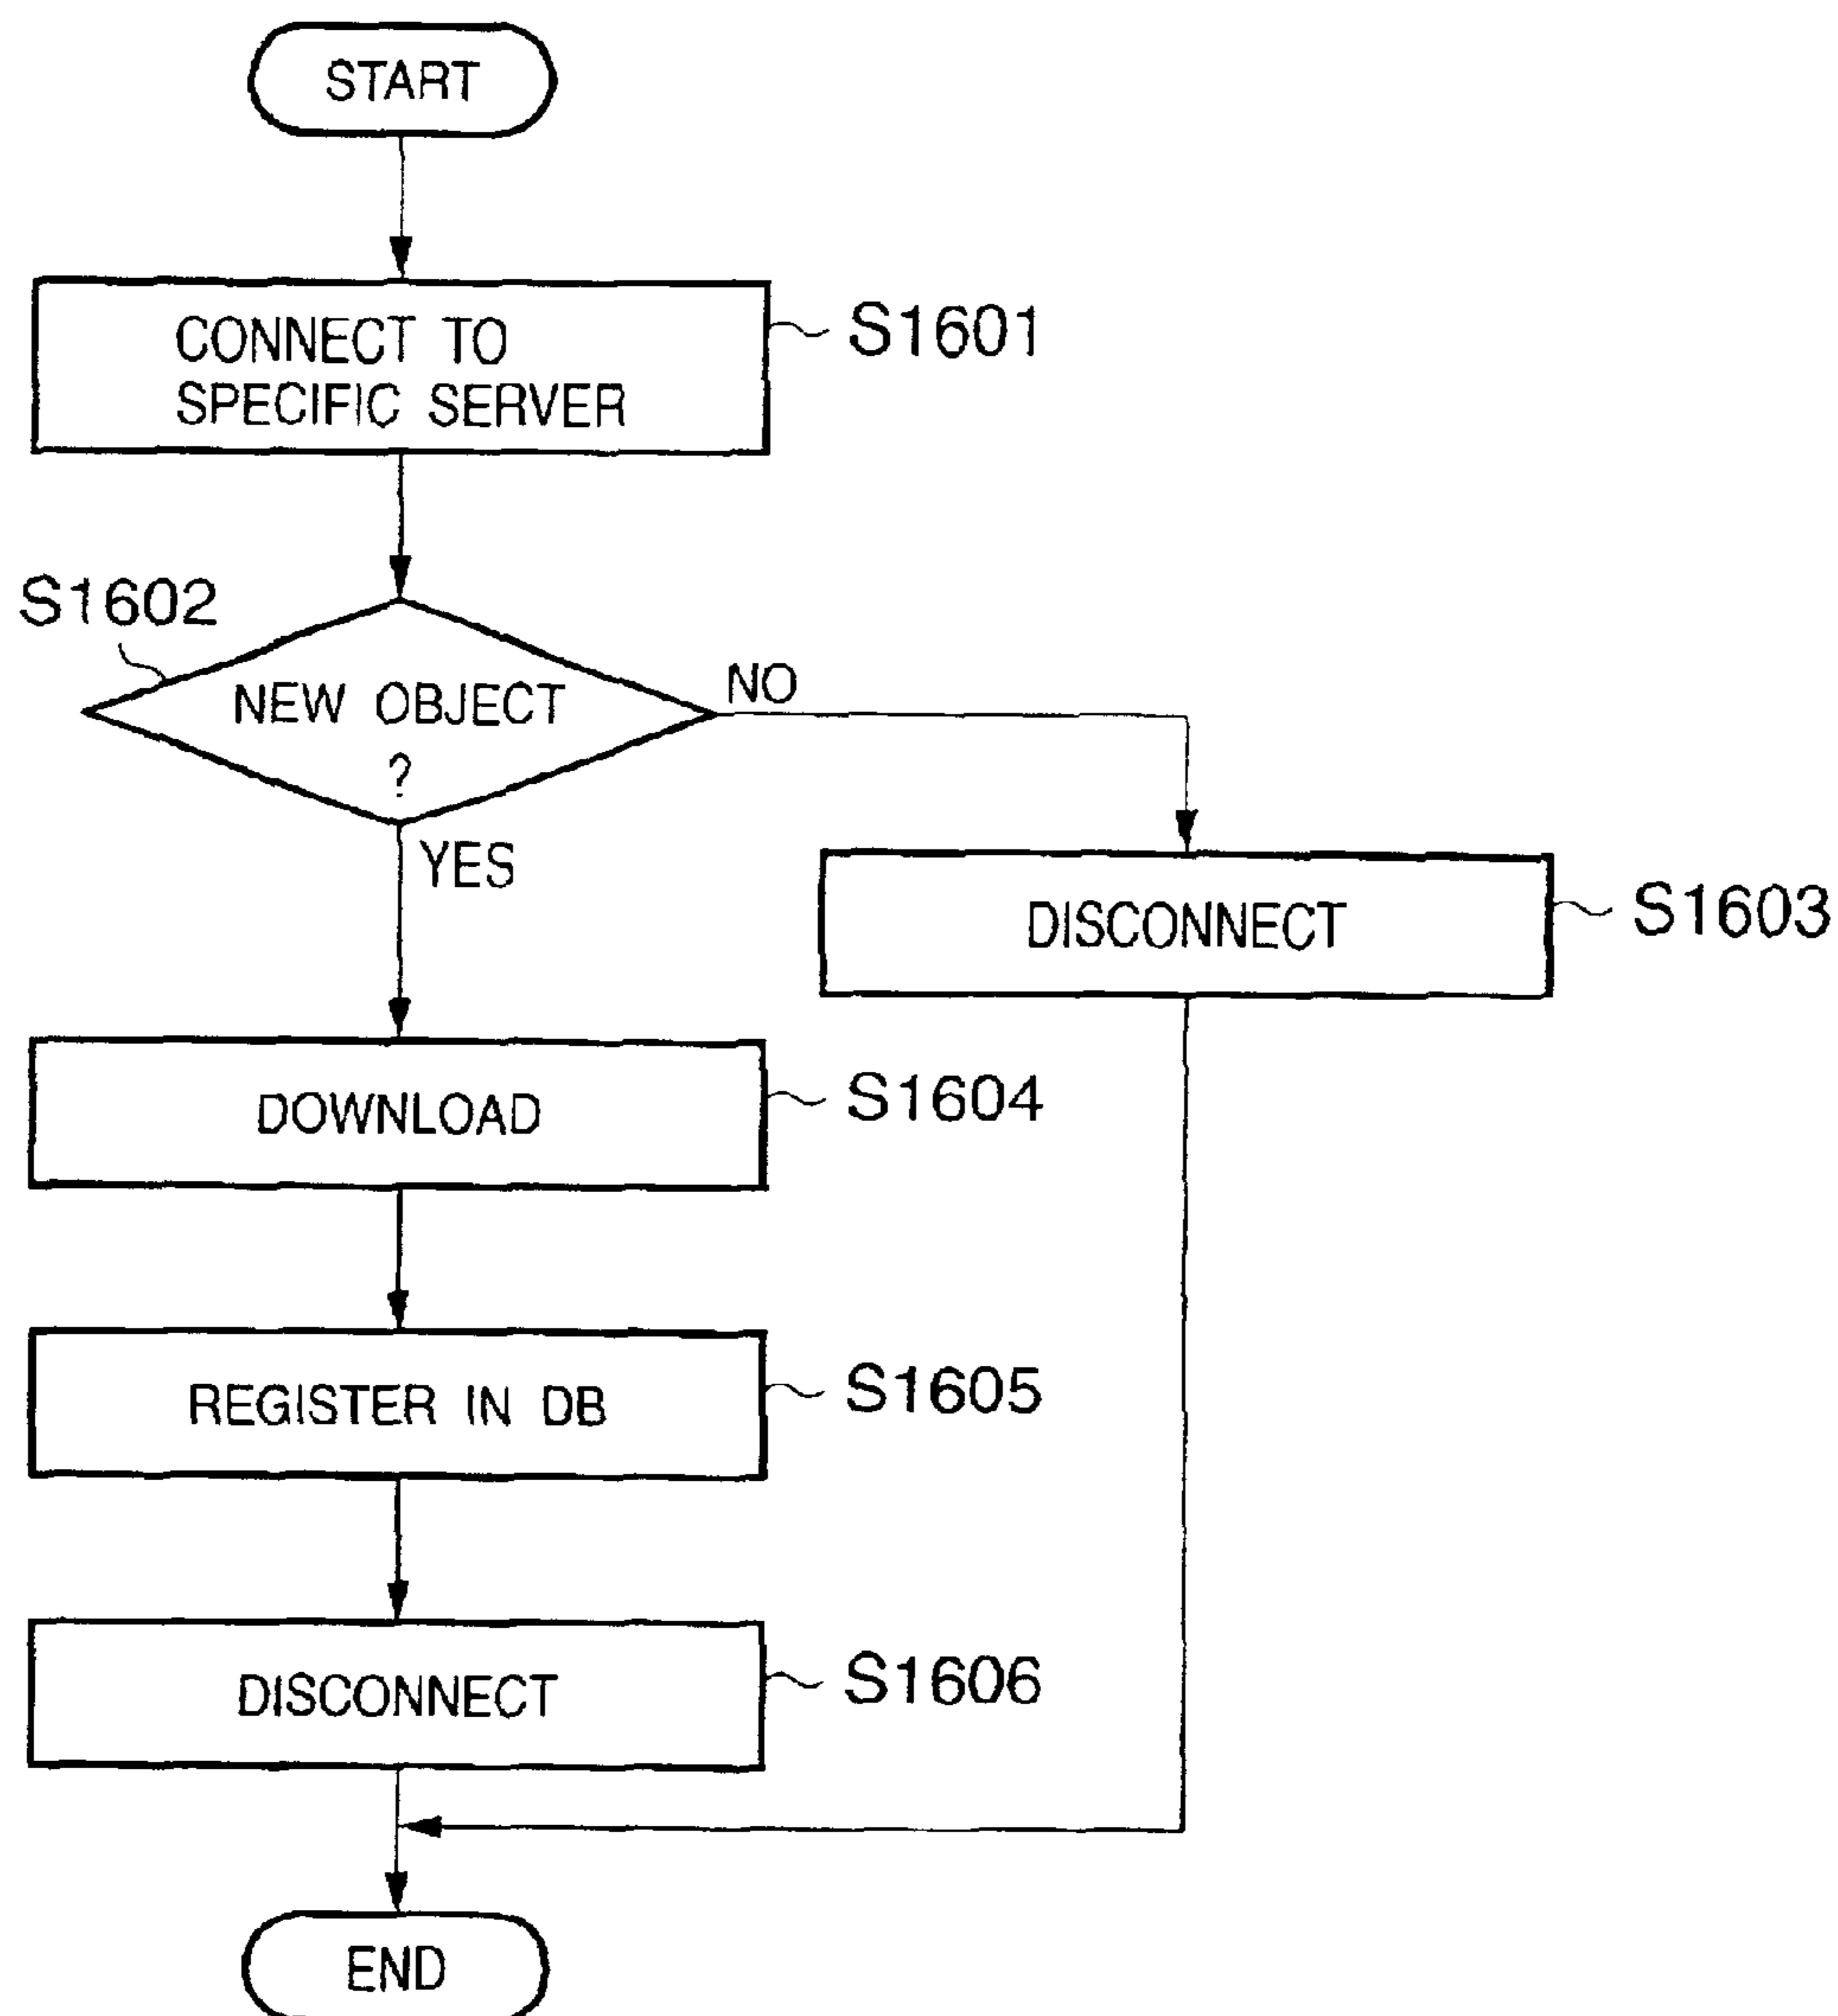 START
CONNECT TO
SPECIFIC SERVER
S1601
S1602
NEW OBJECT
?
NO
YES
DISCONNECT
S1603
DOWNLOAD
S1604
REGISTER IN DB
S1605
DISCONNECT
S1606
END